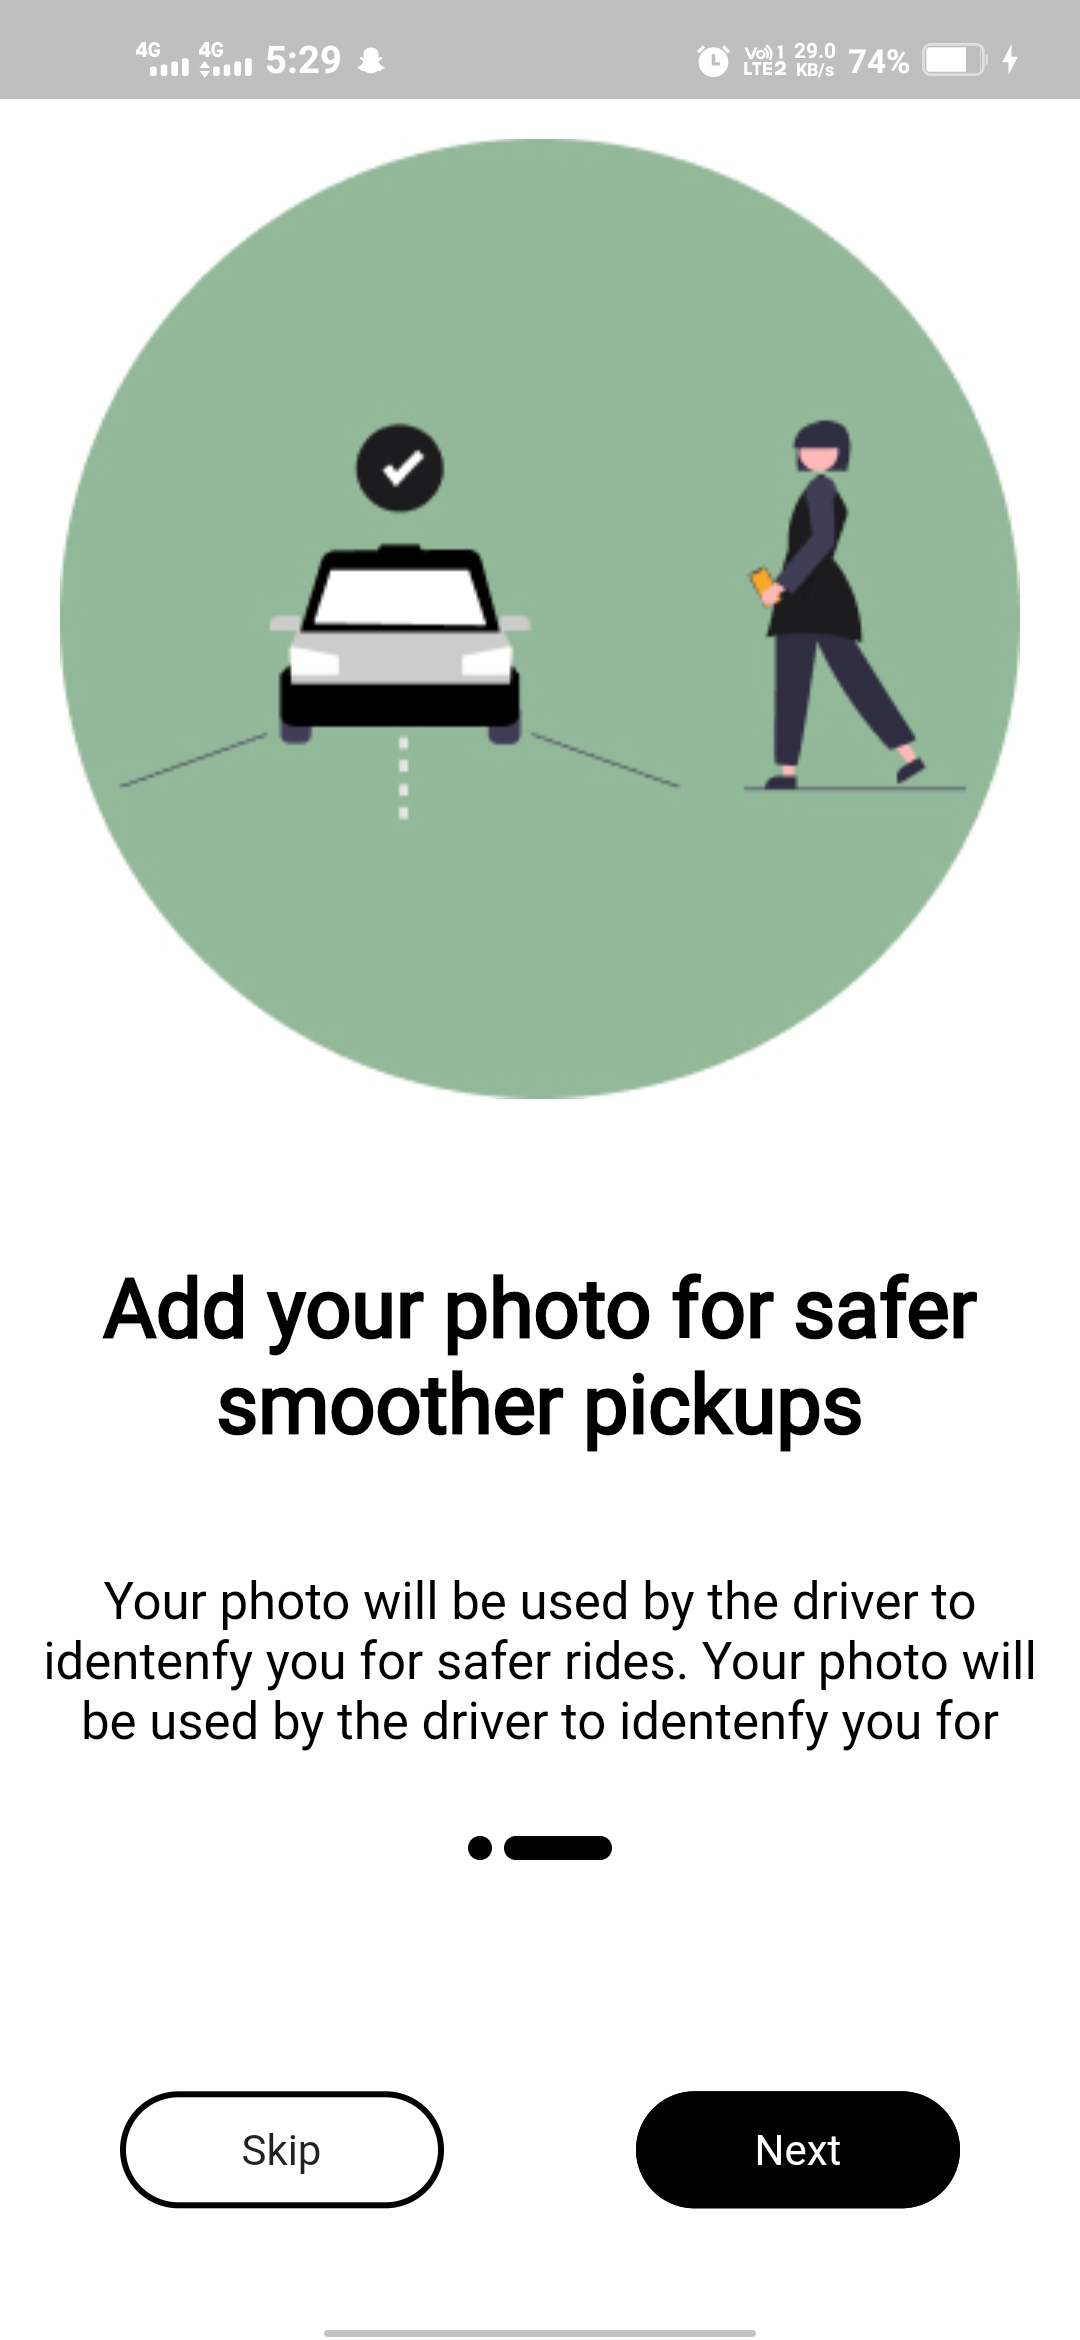 4G 4G 5:29 Vo) 1 LTE2 29.0 KB/s 74%
Add your photo for safer
smoother pickups
Your photo will be used by the driver to
identenfy you for safer rides. Your photo will
be used by the driver to identenfy you for
Skip
Next